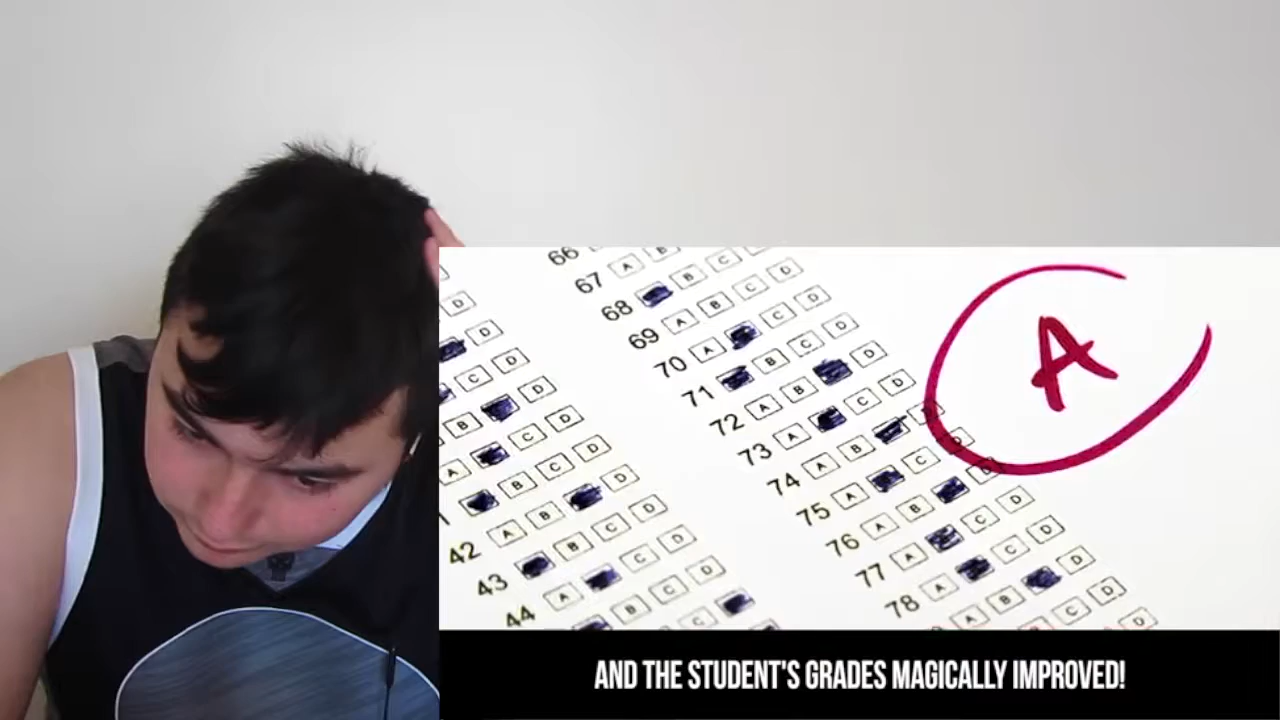 D
D
C D
B D
A C D
B C D
42 A B D
43 B C D
44 A C D
B C D
C
66
67 A B
68 B C
69 A B C D
70 A C D
71 B C D
72 A B D
73 A C D
74 A B D
75 A C D
76 A B D
77 A C D
78 A C D
A B D
C D
D
A
AND THE STUDENT'S GRADES MAGICALLY IMPROVED!